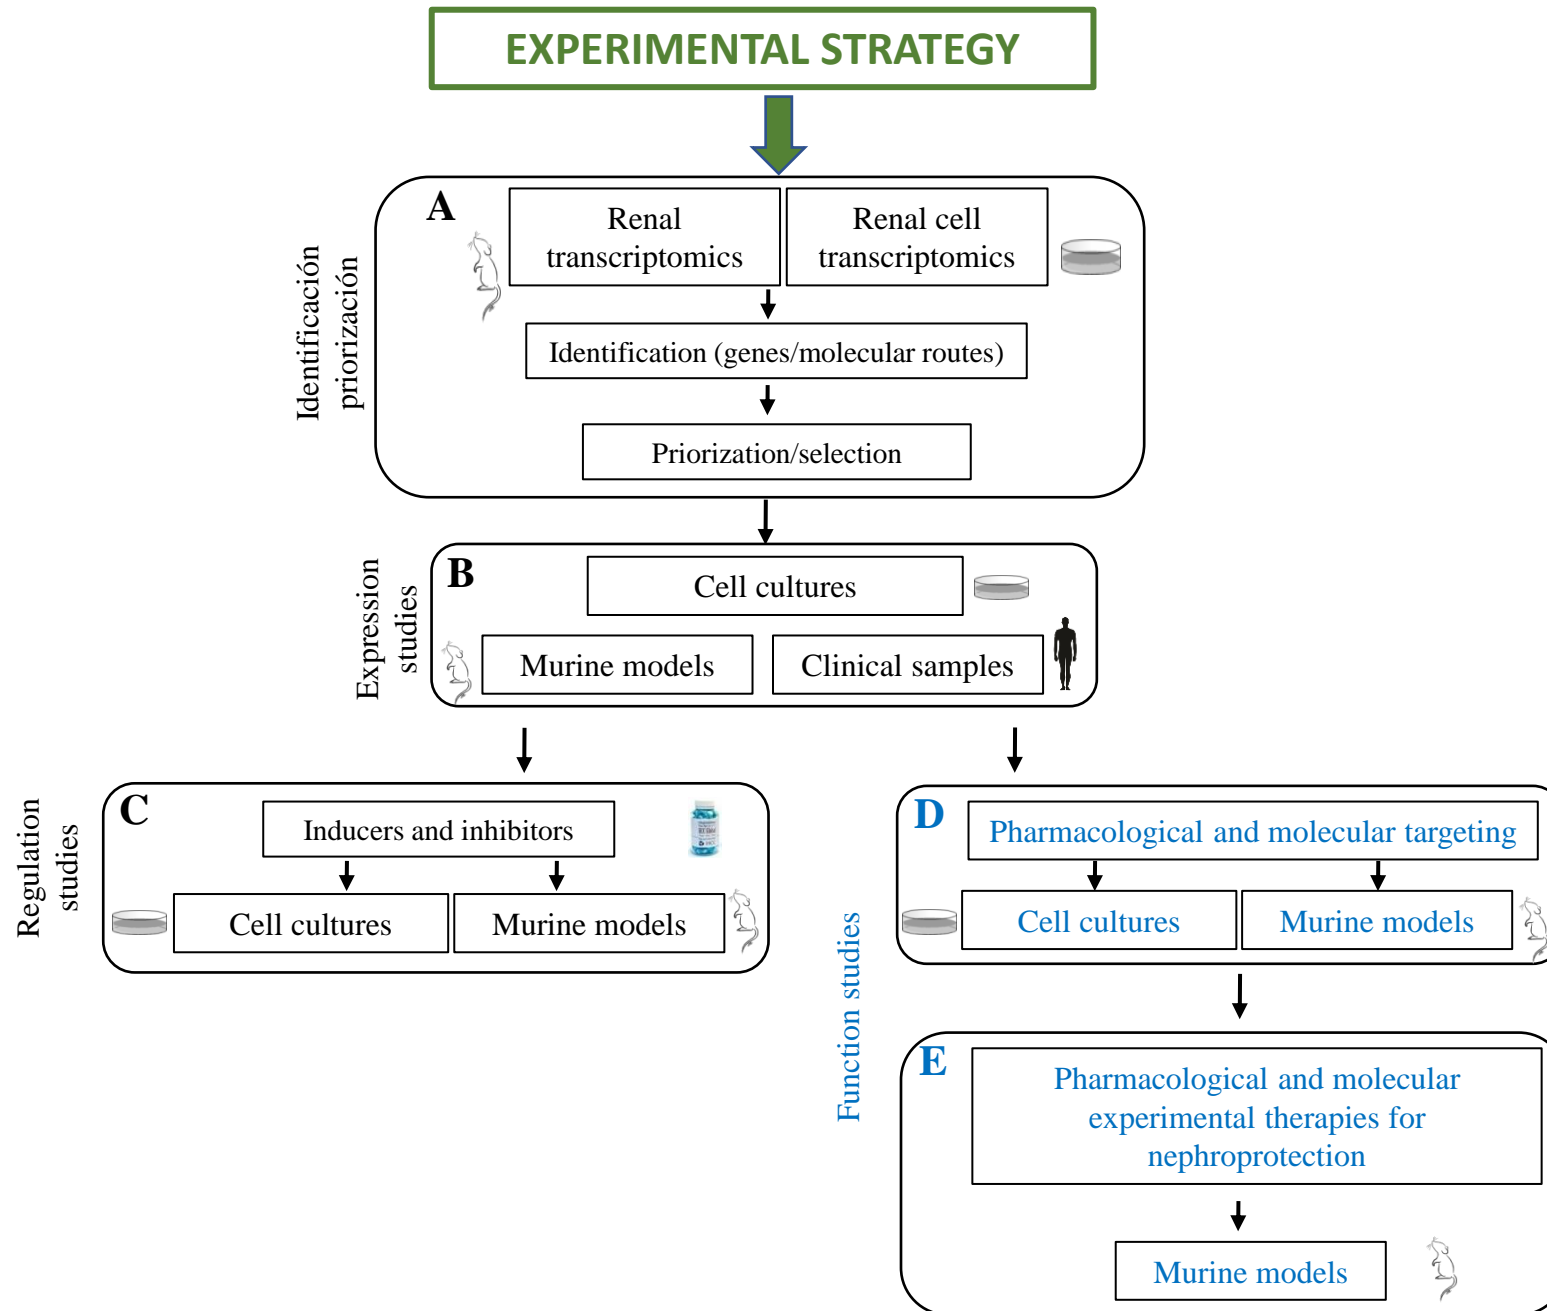 EXPERIMENTAL STRATEGY
Identificación
priorización
A
Renal
transcriptomics
Renal cell
transcriptomics
Identification (genes/molecular routes)
Priorization/selection
Expression
studies
B
Cell cultures
Murine models
Clinical samples
Regulation
studies
C
Inducers and inhibitors
Cell cultures
Murine models
Function studies
D
Pharmacological and molecular targeting
Cell cultures
Murine models
E
Pharmacological and molecular
experimental therapies for
nephroprotection
Murine models